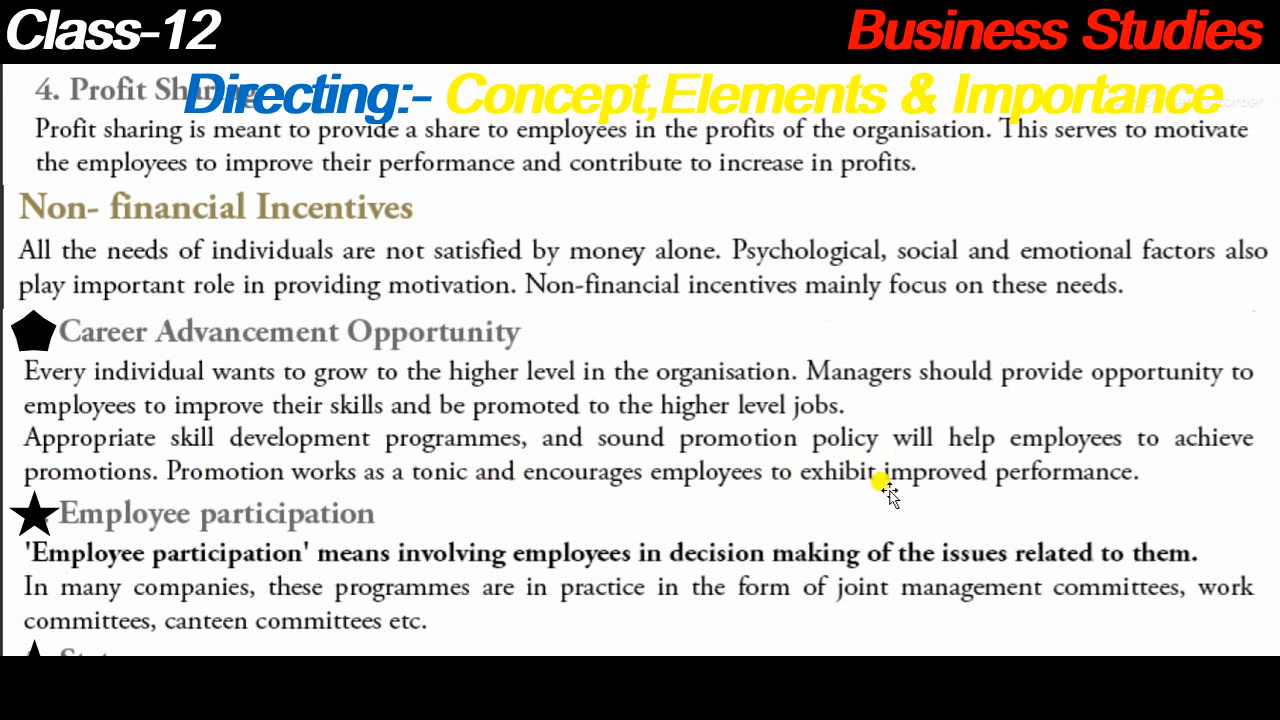 Class-12
Business Studies
4. Profit Sharing
Directing:- Concept,Elements & Importance
Profit sharing is meant to provide a share to employees in the profits of the organisation. This serves to motivate
the employees to improve their performance and contribute to increase in profits.
Non- financial Incentives
All the needs of individuals are not satisfied by money alone. Psychological, social and emotional factors also
play important role in providing motivation. Non-financial incentives mainly focus on these needs.
Career Advancement Opportunity
Every individual wants to grow to the higher level in the organisation. Managers should provide opportunity to
employees to improve their skills and be promoted to the higher level jobs.
Appropriate skill development programmes, and sound promotion policy will help employees to achieve
promotions. Promotion works as a tonic and encourages employees to exhibit improved performance.
Employee participation
'Employee participation' means involving employees in decision making of the issues related to them.
In many companies, these programmes are in practice in the form of joint management committees, work
committees, canteen committees etc.